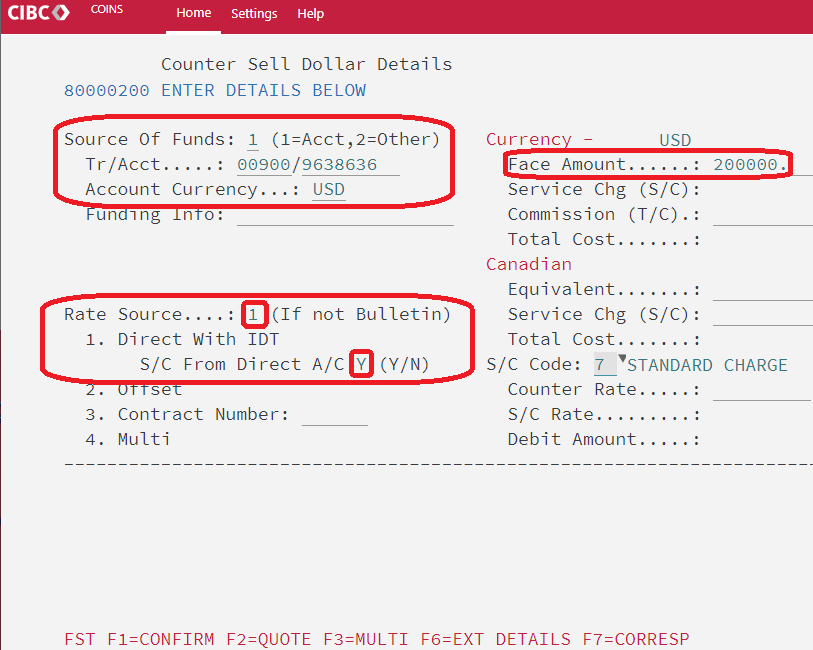 CIBC COINS Home Settings Help
Counter Sell Dollar Details
80000200 ENTER DETAILS BELOW
Source Of Funds: 1 (1=Acct,2=Other)
Tr/Acct.....: 00900/9638636
Account Currency...: USD
Funding Info:
Currency - USD
Face Amount......: 200000.
Service Chg (S/C):
Commission (T/C).:
Total Cost.......:
Canadian
Equivalent.......:
Service Chg (S/C):
Total Cost.......:
Rate Source....: 1 (If not Bulletin)
1. Direct With IDT
S/C From Direct A/C Y (Y/N)
2. Offset
3. Contract Number:
4. Multi
S/C Code: 7 STANDARD CHARGE
Counter Rate.....:
S/C Rate.........:
Debit Amount.....:
FST F1=CONFIRM F2=QUOTE F3=MULTI F6=EXT DETAILS F7=CORRESP